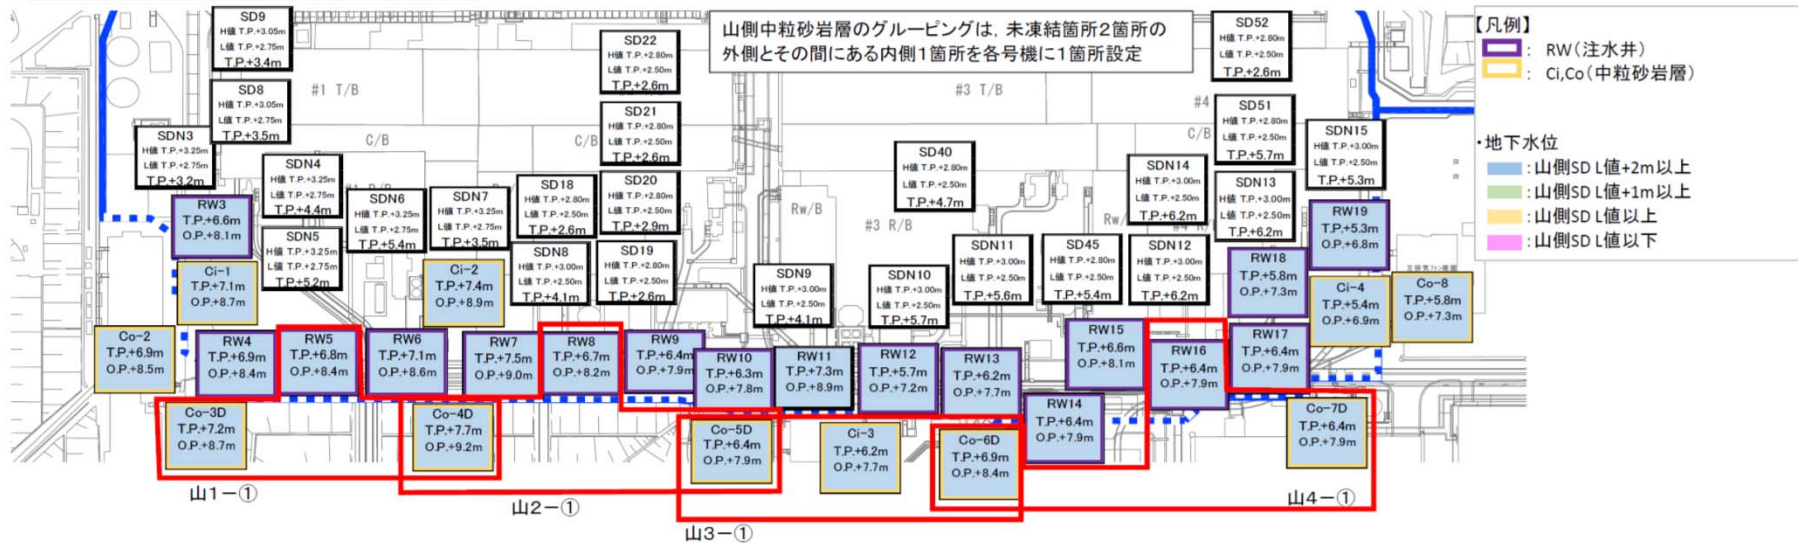 SD9
H値 T.P.+3.05m
L値 T.P.+2.75m
T.P.+3.4m
SD8
H値 T.P.+3.05m
L値 T.P.+2.75m
T.P.+3.5m
SDN3
H値 T.P.+3.25m
L値 T.P.+2.75m
T.P.+3.2m
SDN4
H値 T.P.+3.25m
L値 T.P.+2.75m
T.P.+4.4m
SDN5
H値 T.P.+3.25m
L値 T.P.+2.75m
T.P.+5.2m
SDN6
H値 T.P.+3.25m
L値 T.P.+2.75m
T.P.+5.4m
SDN7
H値 T.P.+3.25m
L値 T.P.+2.75m
T.P.+3.5m
SD18
H値 T.P.+2.80m
L値 T.P.+2.50m
T.P.+2.6m
SDN8
H値 T.P.+3.00m
L値 T.P.+2.50m
T.P.+4.1m
SD22
H値 T.P.+2.80m
L値 T.P.+2.50m
T.P.+2.6m
SD21
H値 T.P.+2.80m
L値 T.P.+2.50m
T.P.+2.6m
SD20
H値 T.P.+2.80m
L値 T.P.+2.50m
T.P.+2.9m
SD19
H値 T.P.+2.80m
L値 T.P.+2.50m
T.P.+2.6m
山側中粒砂岩層のグルーピングは，未凍結箇所2箇所の
外側とその間にある内側1箇所を各号機に1箇所設定
#1 T/B
C/B
C/B
#3 T/B
C/B
#4
Rw/B
#3 R/B
SDN9
H値 T.P.+3.00m
L値 T.P.+2.50m
T.P.+4.1m
SD40
H値 T.P.+2.80m
L値 T.P.+2.50m
T.P.+4.7m
SDN10
H値 T.P.+3.00m
L値 T.P.+2.50m
T.P.+5.7m
SDN11
H値 T.P.+3.00m
L値 T.P.+2.50m
T.P.+5.6m
SD45
H値 T.P.+2.80m
L値 T.P.+2.50m
T.P.+5.4m
SDN14
H値 T.P.+3.00m
L値 T.P.+2.50m
T.P.+6.2m
SDN12
H値 T.P.+3.00m
L値 T.P.+2.50m
T.P.+6.2m
SD52
H値 T.P.+2.80m
L値 T.P.+2.50m
T.P.+2.6m
SD51
H値 T.P.+2.80m
L値 T.P.+2.50m
T.P.+5.7m
SDN13
H値 T.P.+3.00m
L値 T.P.+2.50m
T.P.+6.2m
SDN15
H値 T.P.+3.00m
L値 T.P.+2.50m
T.P.+5.3m
RW3
T.P.+6.6m
O.P.+8.1m
Ci-1
T.P.+7.1m
O.P.+8.7m
Ci-2
T.P.+7.4m
O.P.+8.9m
Co-2
T.P.+6.9m
O.P.+8.5m
RW4
T.P.+6.9m
O.P.+8.4m
RW5
T.P.+6.8m
O.P.+8.4m
RW6
T.P.+7.1m
O.P.+8.6m
RW7
T.P.+7.5m
O.P.+9.0m
RW8
T.P.+6.7m
O.P.+8.2m
RW9
T.P.+6.4m
O.P.+7.9m
RW10
T.P.+6.3m
O.P.+7.8m
RW11
T.P.+7.3m
O.P.+8.9m
RW12
T.P.+5.7m
O.P.+7.2m
RW13
T.P.+6.2m
O.P.+7.7m
RW14
T.P.+6.4m
O.P.+7.9m
RW15
T.P.+6.6m
O.P.+8.1m
RW16
T.P.+6.4m
O.P.+7.9m
RW17
T.P.+6.4m
O.P.+7.9m
RW18
T.P.+5.8m
O.P.+7.3m
RW19
T.P.+5.3m
O.P.+6.8m
Ci-4
T.P.+5.4m
O.P.+6.9m
Co-8
T.P.+5.8m
O.P.+7.3m
Co-3D
T.P.+7.2m
O.P.+8.7m
Co-4D
T.P.+7.7m
O.P.+9.2m
Co-5D
T.P.+6.4m
O.P.+7.9m
Ci-3
T.P.+6.2m
O.P.+7.7m
Co-6D
T.P.+6.9m
O.P.+8.4m
Co-7D
T.P.+6.4m
O.P.+7.9m
山1－①
山2－①
山3－①
山4－①
【凡例】
： RW（注水井）
： Ci,Co（中粒砂岩層）
・地下水位
：山側SD L値+2m以上
：山側SD L値+1m以上
：山側SD L値以上
：山側SD L値以下